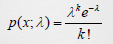 p(x;λ) = λᵏe⁻λ / k!